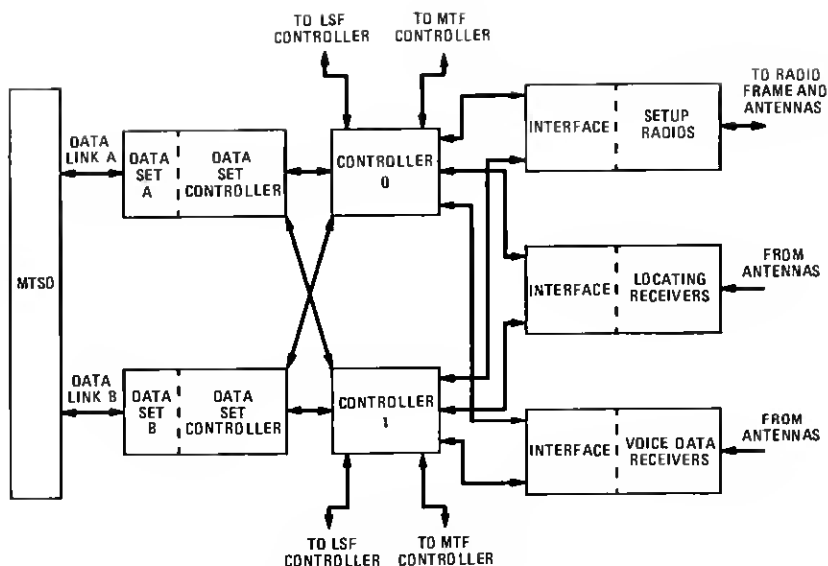 TO LSF
CONTROLLER
TO MTF
CONTROLLER
TO RADIO
FRAME AND
ANTENNAS
DATA
LINK A
DATA
SET
A
DATA
SET
CONTROLLER
CONTROLLER
0
INTERFACE
SETUP
RADIOS
MTSO
INTERFACE
LOCATING
RECEIVERS
FROM
ANTENNAS
DATA
LINK B
DATA
SET
B
DATA
SET
CONTROLLER
CONTROLLER
1
INTERFACE
VOICE DATA
RECEIVERS
FROM
ANTENNAS
TO LSF
CONTROLLER
TO MTF
CONTROLLER